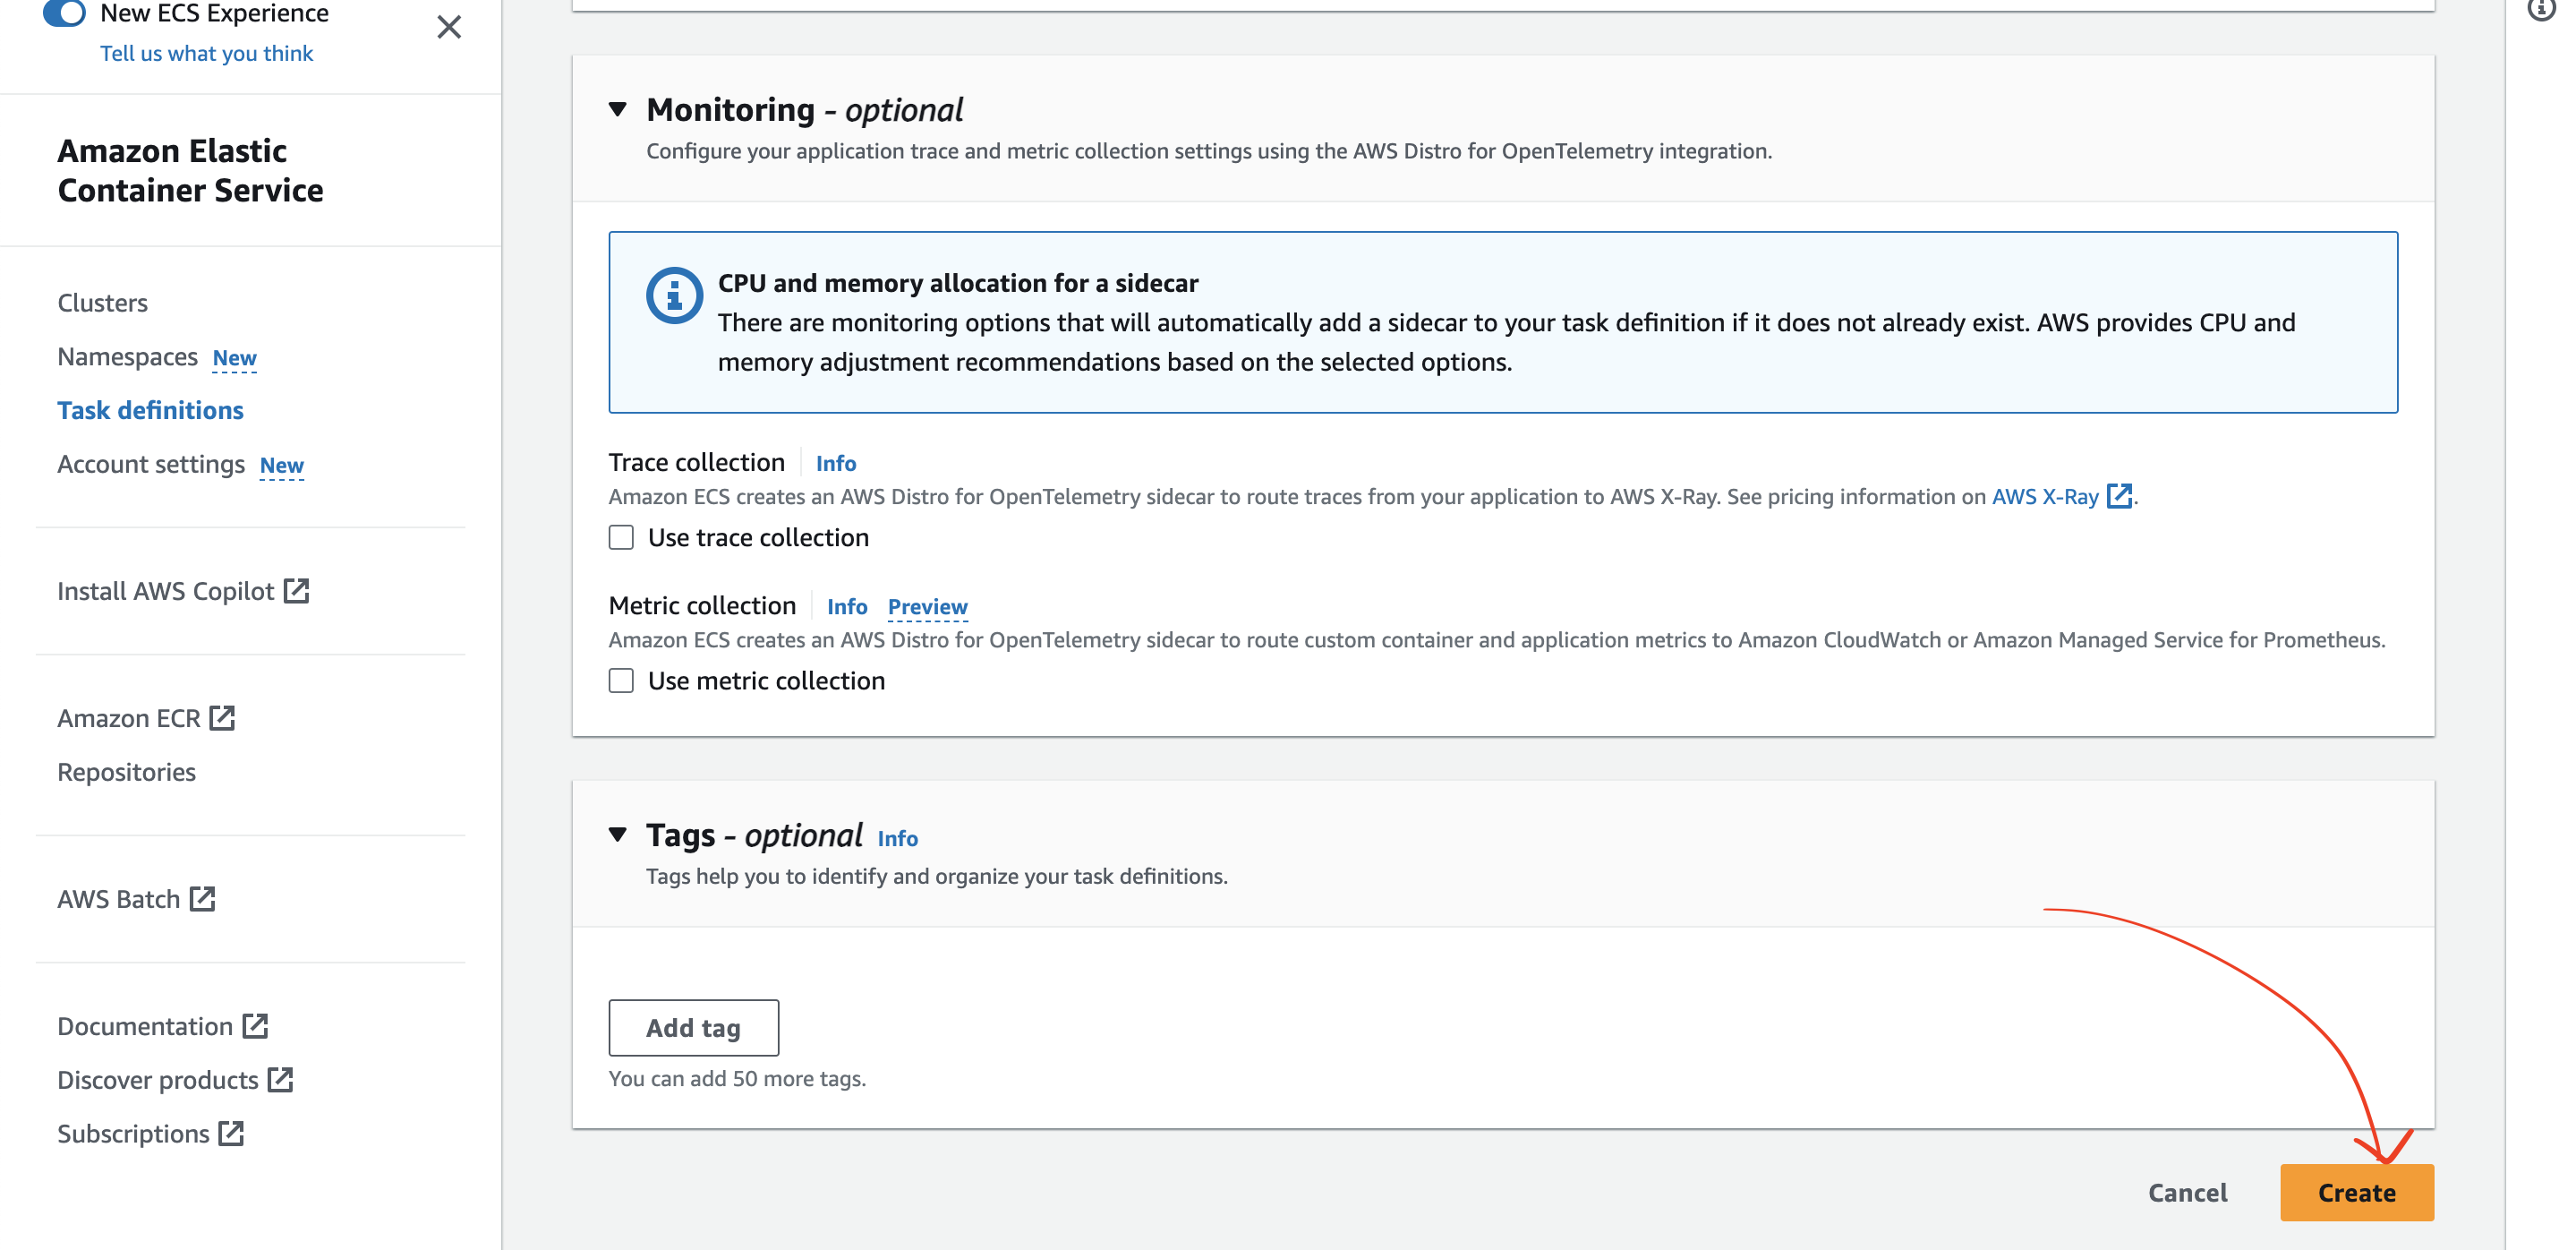 New ECS Experience
Tell us what you think
Amazon Elastic
Container Service
Clusters
Namespaces New
Task definitions
Account settings New
Install AWS Copilot
Amazon ECR
Repositories
AWS Batch
Documentation
Discover products
Subscriptions
Monitoring - optional
Configure your application trace and metric collection settings using the AWS Distro for OpenTelemetry integration.
CPU and memory allocation for a sidecar
There are monitoring options that will automatically add a sidecar to your task definition if it does not already exist. AWS provides CPU and
memory adjustment recommendations based on the selected options.
Trace collection Info
Amazon ECS creates an AWS Distro for OpenTelemetry sidecar to route traces from your application to AWS X-Ray. See pricing information on AWS X-Ray.
Use trace collection
Metric collection Info Preview
Amazon ECS creates an AWS Distro for OpenTelemetry sidecar to route custom container and application metrics to Amazon CloudWatch or Amazon Managed Service for Prometheus.
Use metric collection
Tags - optional Info
Tags help you to identify and organize your task definitions.
Add tag
You can add 50 more tags.
Cancel Create